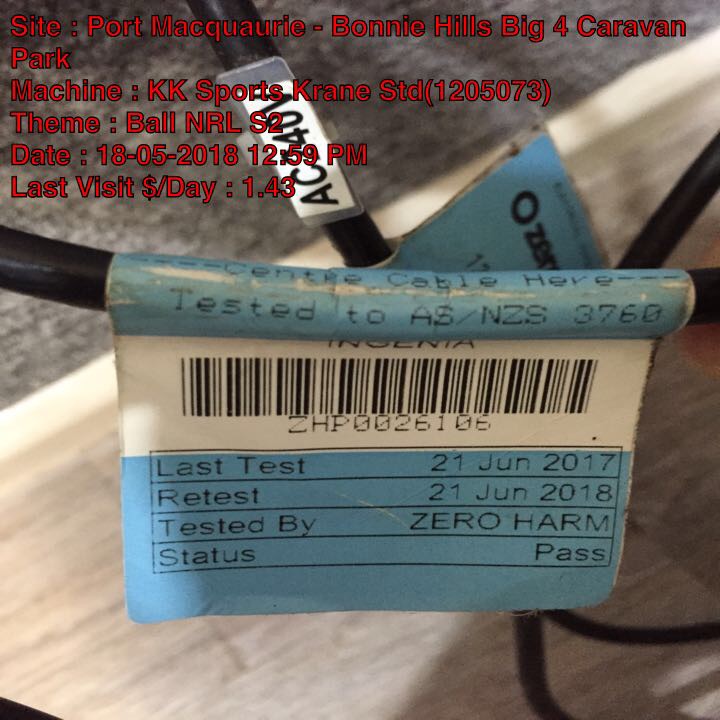 Site : Port Macquaurie - Bonnie Hills Big 4 Caravan
Park
Machine : KK Sports Krane Std(1205073)
Theme : Ball NRL S2
Date : 18-05-2018 12:59 PM
Last Visit $/Day : 1.43
----Centre Cable Here---
Tested to AS/NZS 3760
INGENIA
ZHP0026106
Last Test 21 Jun 2017
Retest 21 Jun 2018
Tested By ZERO HARM
Status Pass